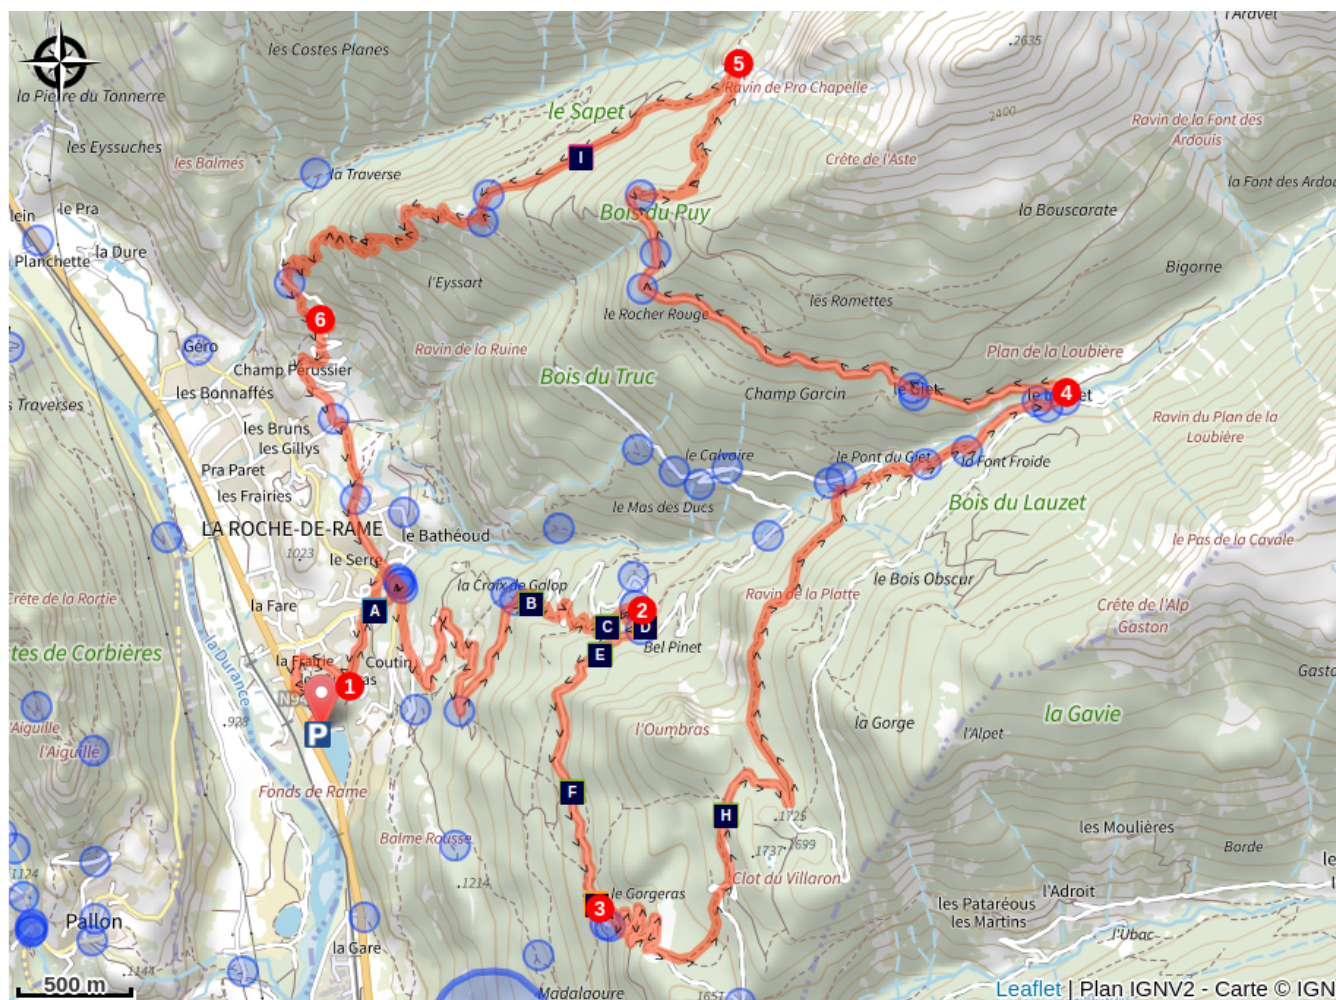 l'Aravet
les Costes Planes
.2635
la Pierre du Tonnerre
5
Ravin de Pra Chapelle
le Sapet
2400
Ravin de la Font des
Ardouis
les Eyssuches
les Balmes
I
Crête de l'Aste
la Traverse
la Font des Ardou
le Pra
Bois du Puy
la Bouscarate
la Dure
Planchette
Bigorne
l'Eyssart
les Romettes
le Rocher Rouge
6
Géro
Ravin de la Ruine
Plan de la Loubière
Champ Pérussier
Bois du Truc
les Bonnaffés
Champ Garcin
4
s Traverses
Ravin du Plan de la
Loubière
les Bruns
les Gillys
le Calvaire
le Pont du Giet
la Font Froide
Pra Paret
les Frairies
le Mas des Ducs
Bois du Lauzet
LA ROCHE-DE-RAME
le Bathéoud
1023
le Pas de la Cavale
le Serre
la Croix de Galop
le Bois Obscur
Crête de la Rortie
Ravin de la Platte
la Fare
A
B
2
Crête de l'Alp
Gaston
C
D
tes de Corbières
la Durance
E
Bel Pinet
la Frairie
Coutin
1
N94
.928
l'Aiguille
l'Aiguille
P
l'Oumbras
la Gorge
la Gavie
l'Alpet
Fonds de Rame
F
H
.1725
Balme Rousse
.1737
1699
les Moulières
Borde
1124
.1214
le Gorgeras
Clot du Villaron
3
l'Adroit
les Pataréous
les Martins
Pallon
l'Ubac
la Gare
.1144
500 m
Madalaoure
1651
Leaflet | Plan IGNV2 - Carte © IGN